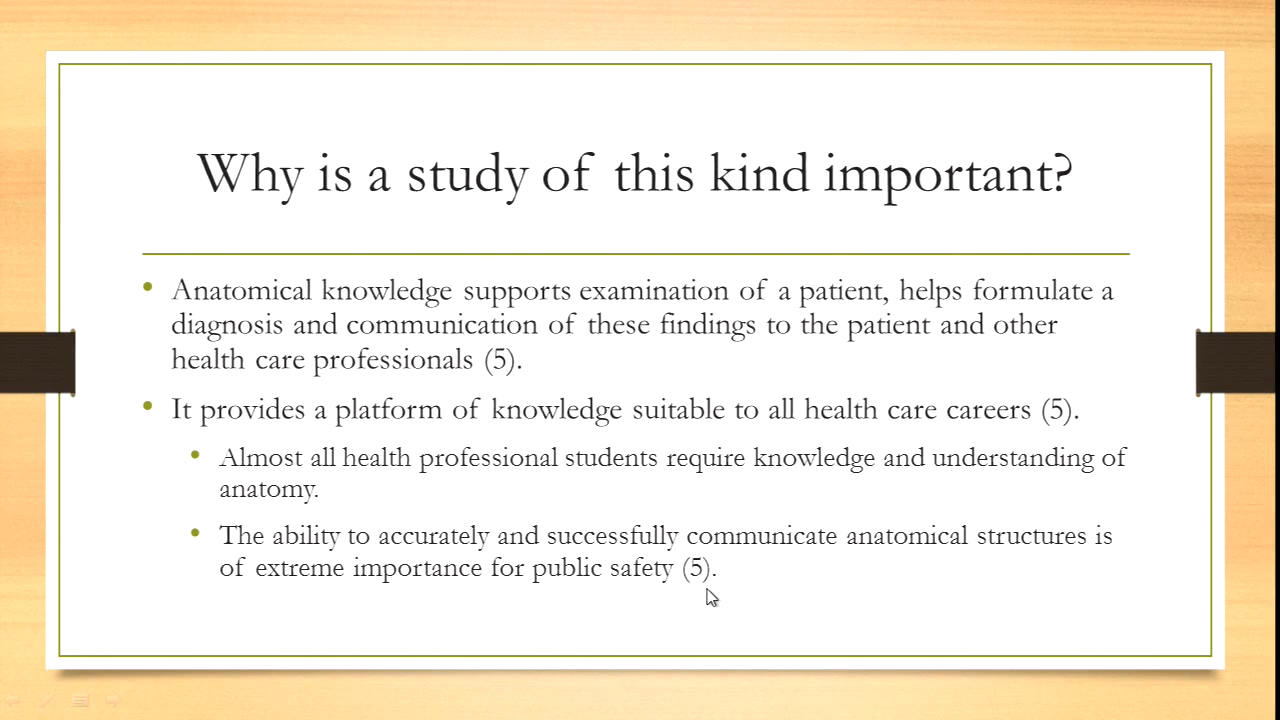 Why is a study of this kind important?
• Anatomical knowledge supports examination of a patient, helps formulate a
diagnosis and communication of these findings to the patient and other
health care professionals (5).
• It provides a platform of knowledge suitable to all health care careers (5).
• Almost all health professional students require knowledge and understanding of
anatomy.
• The ability to accurately and successfully communicate anatomical structures is
of extreme importance for public safety (5).